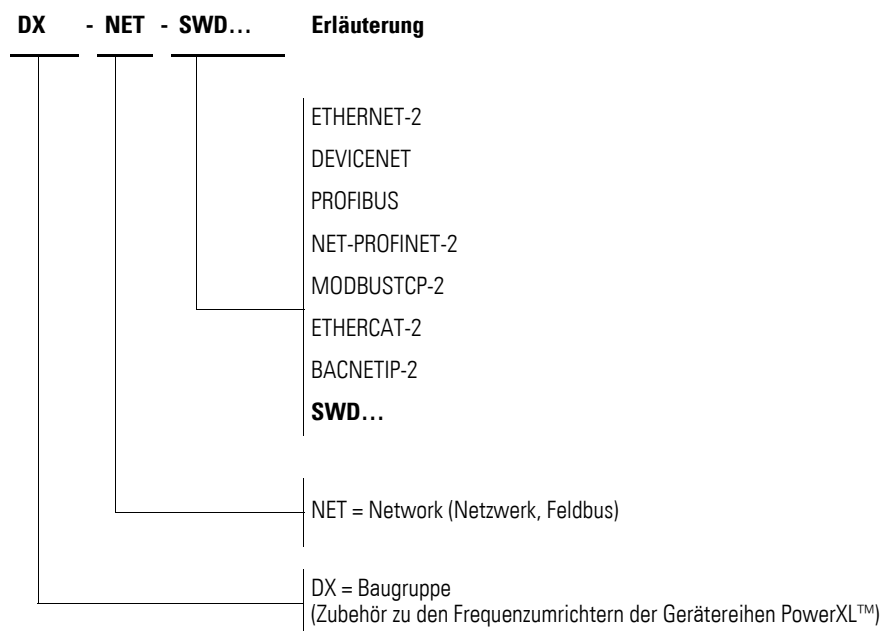 DX - NET - SWD... Erläuterung
ETHERNET-2
DEVICENET
PROFIBUS
NET-PROFINET-2
MODBUSTCP-2
ETHERCAT-2
BACNETIP-2
SWD...
NET = Network (Netzwerk, Feldbus)
DX = Baugruppe
(Zubehör zu den Frequenzumrichtern der Gerätereihen PowerXL™)